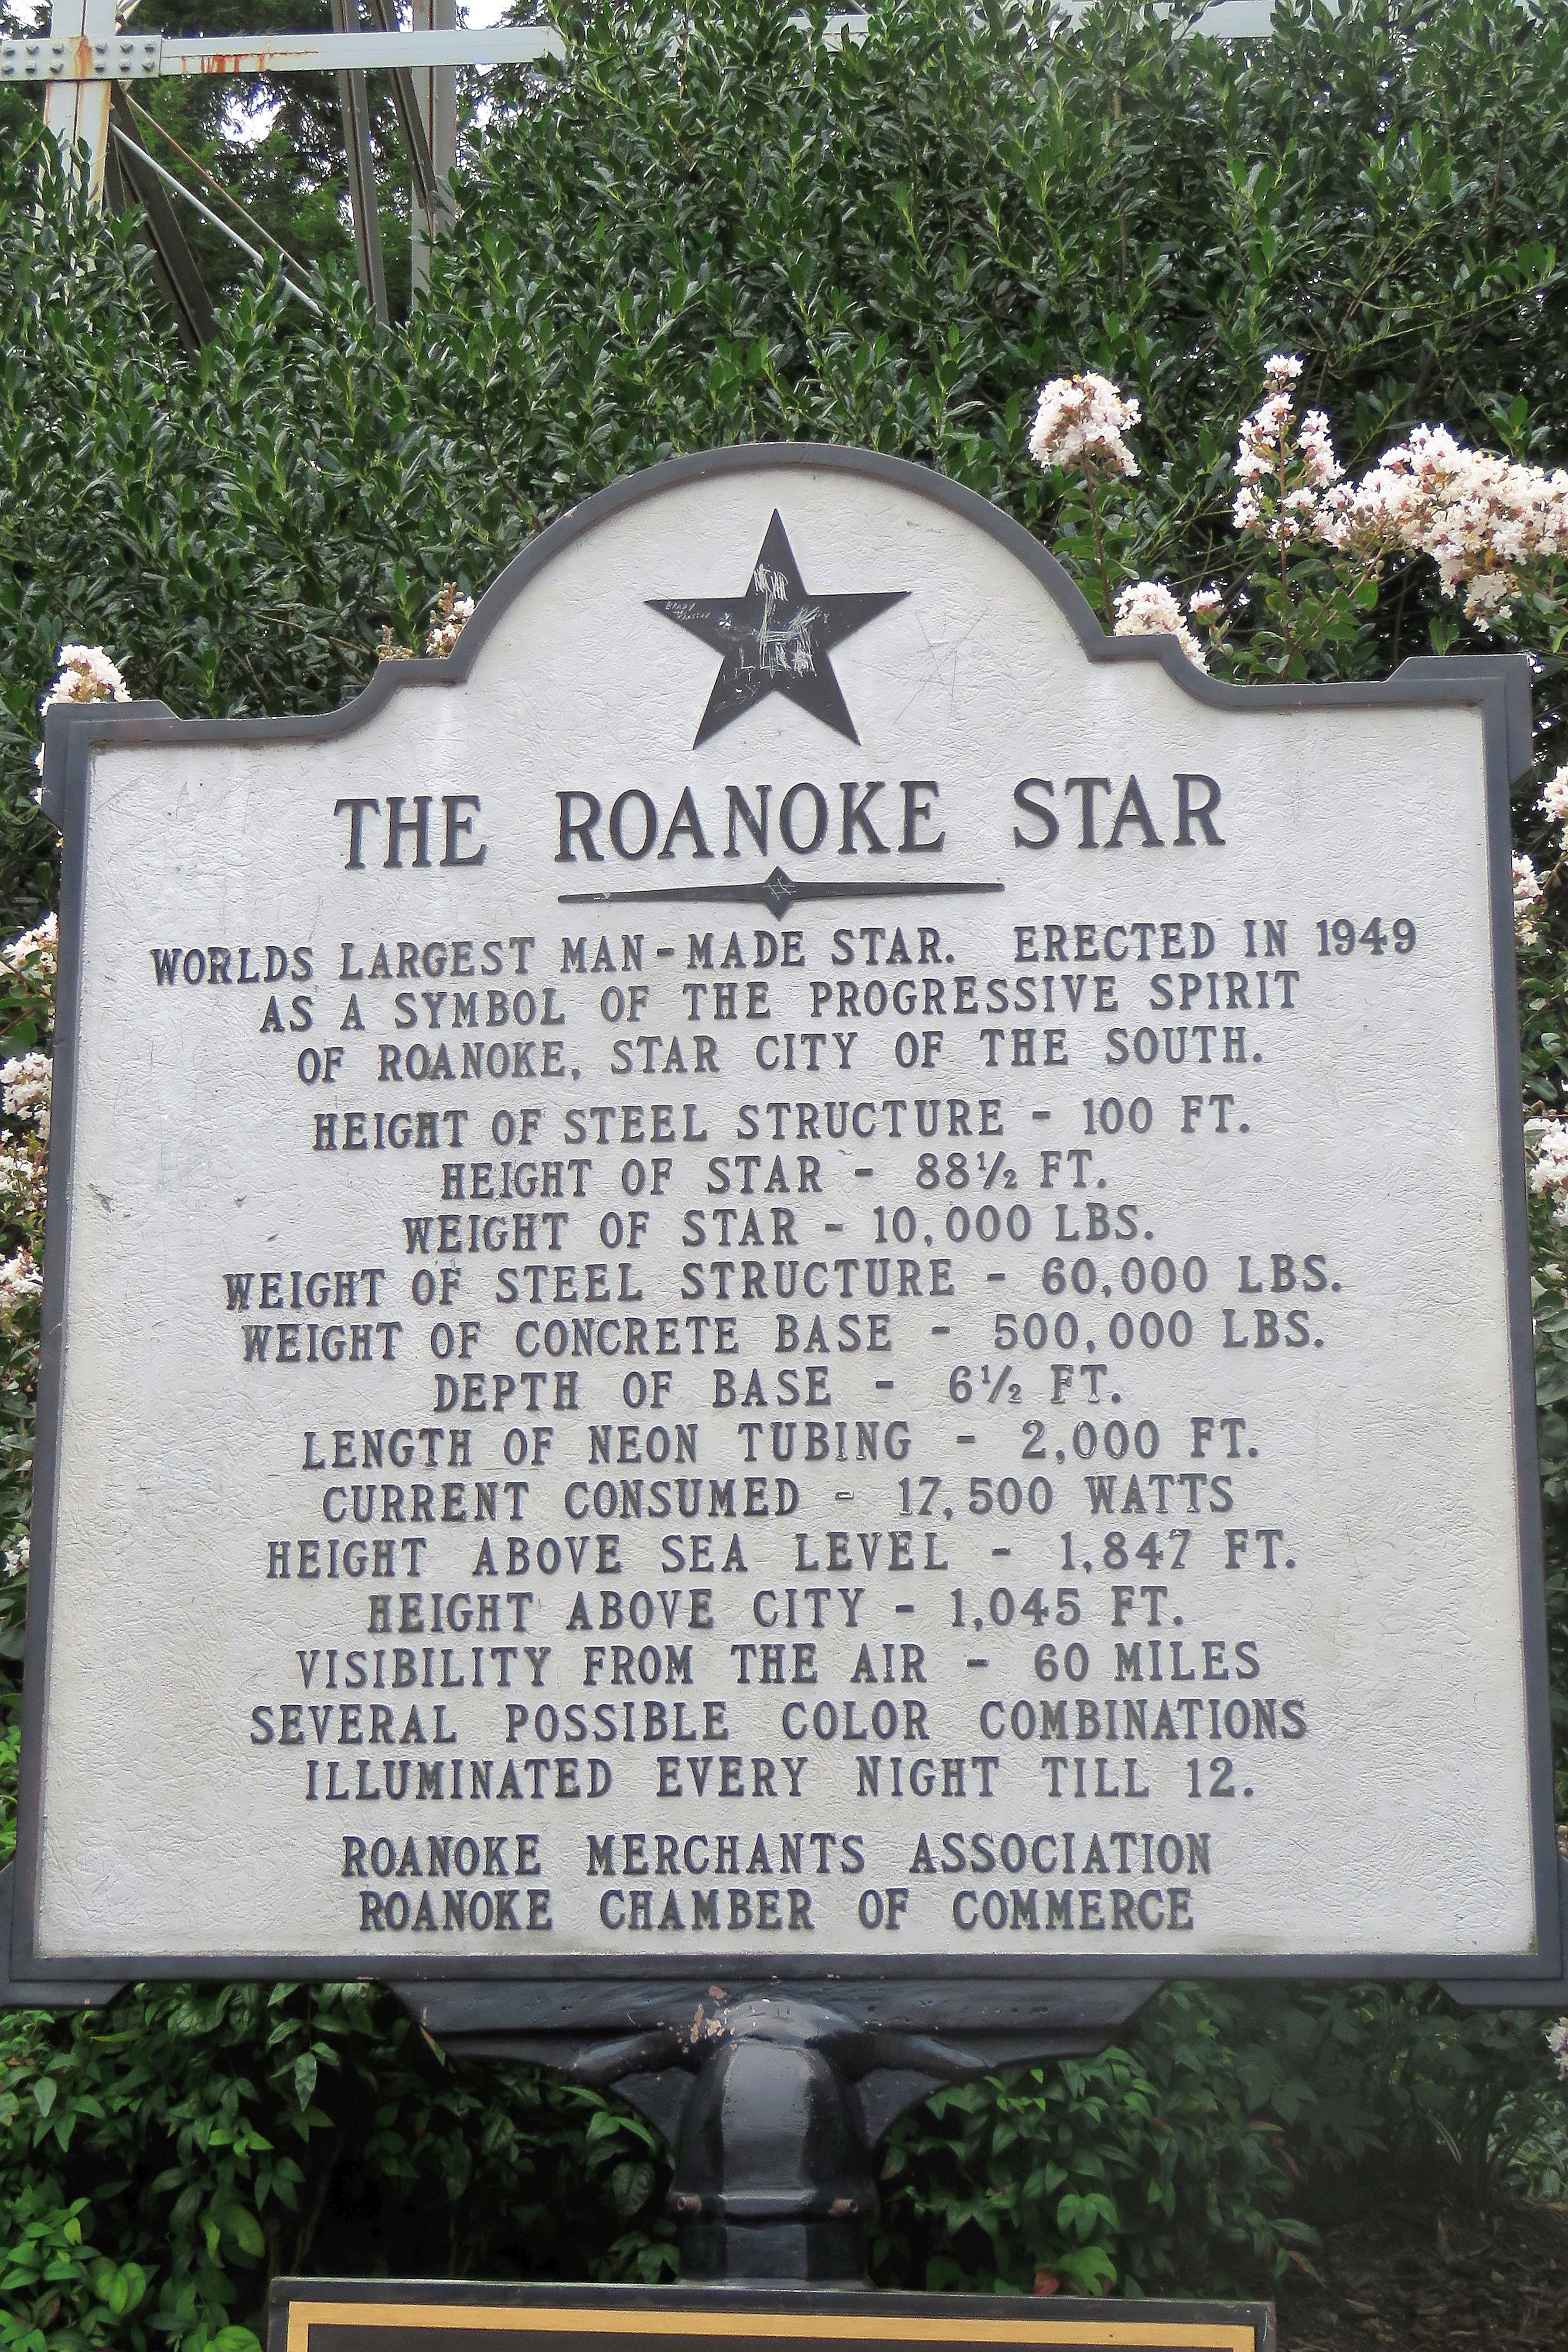 THE ROANOKE STAR
WORLDS LARGEST MAN-MADE STAR. ERECTED IN 1949
AS A SYMBOL OF THE PROGRESSIVE SPIRIT
OF ROANOKE, STAR CITY OF THE SOUTH.
HEIGHT OF STEEL STRUCTURE - 100 FT.
HEIGHT OF STAR - 88½ FT.
WEIGHT OF STAR - 10,000 LBS.
WEIGHT OF STEEL STRUCTURE - 60,000 LBS.
WEIGHT OF CONCRETE BASE - 500,000 LBS.
DEPTH OF BASE - 6½ FT.
LENGTH OF NEON TUBING - 2,000 FT.
CURRENT CONSUMED - 17,500 WATTS
HEIGHT ABOVE SEA LEVEL - 1,847 FT.
HEIGHT ABOVE CITY - 1,045 FT.
VISIBILITY FROM THE AIR - 60 MILES
SEVERAL POSSIBLE COLOR COMBINATIONS
ILLUMINATED EVERY NIGHT TILL 12.
ROANOKE MERCHANTS ASSOCIATION
ROANOKE CHAMBER OF COMMERCE